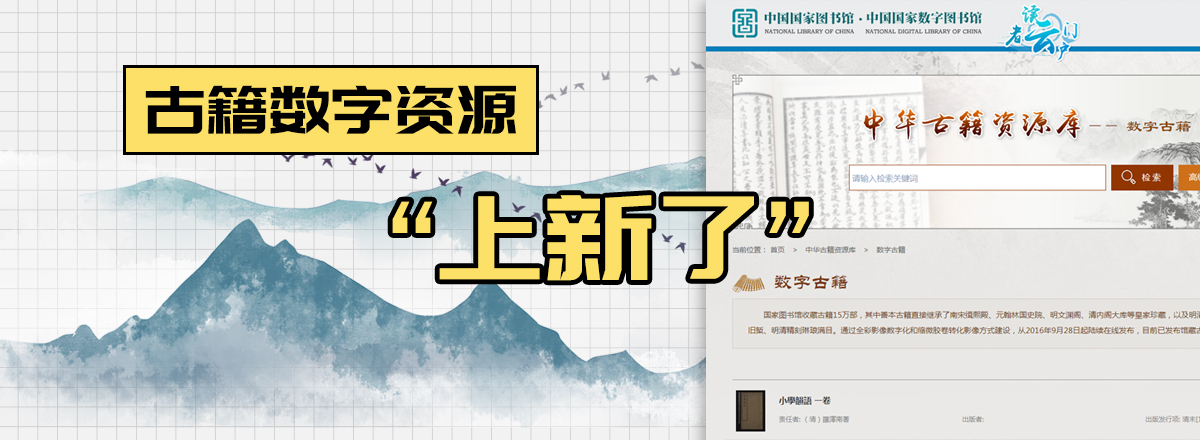 古籍数字资源
“上新了”
中国国家图书馆·中国国家数字图书馆
NATIONAL LIBRARY OF CHINA NATIONAL DIGITAL LIBRARY OF CHINA
读者云门户
中华古籍资源库 —— 数字古籍
请输入检索关键词
检索
高级
当前位置： 首页 > 中华古籍资源库 > 数字古籍
数字古籍
国家图书馆收藏古籍15万部，其中善本古籍直接继承了南宋缉熙殿、元翰林国史院、明文渊阁、清内阁大库等皇家珍藏，以及明清
旧椠、明清精刻琳琅满目。通过全彩影像数字化和缩微胶卷转化影像方式建设，从2016年9月28日起陆续在线发布，目前已发布馆藏古
小學韻語 一卷
责任者:（清）羅澤南著
出版者:
出版发行项: 清末[1